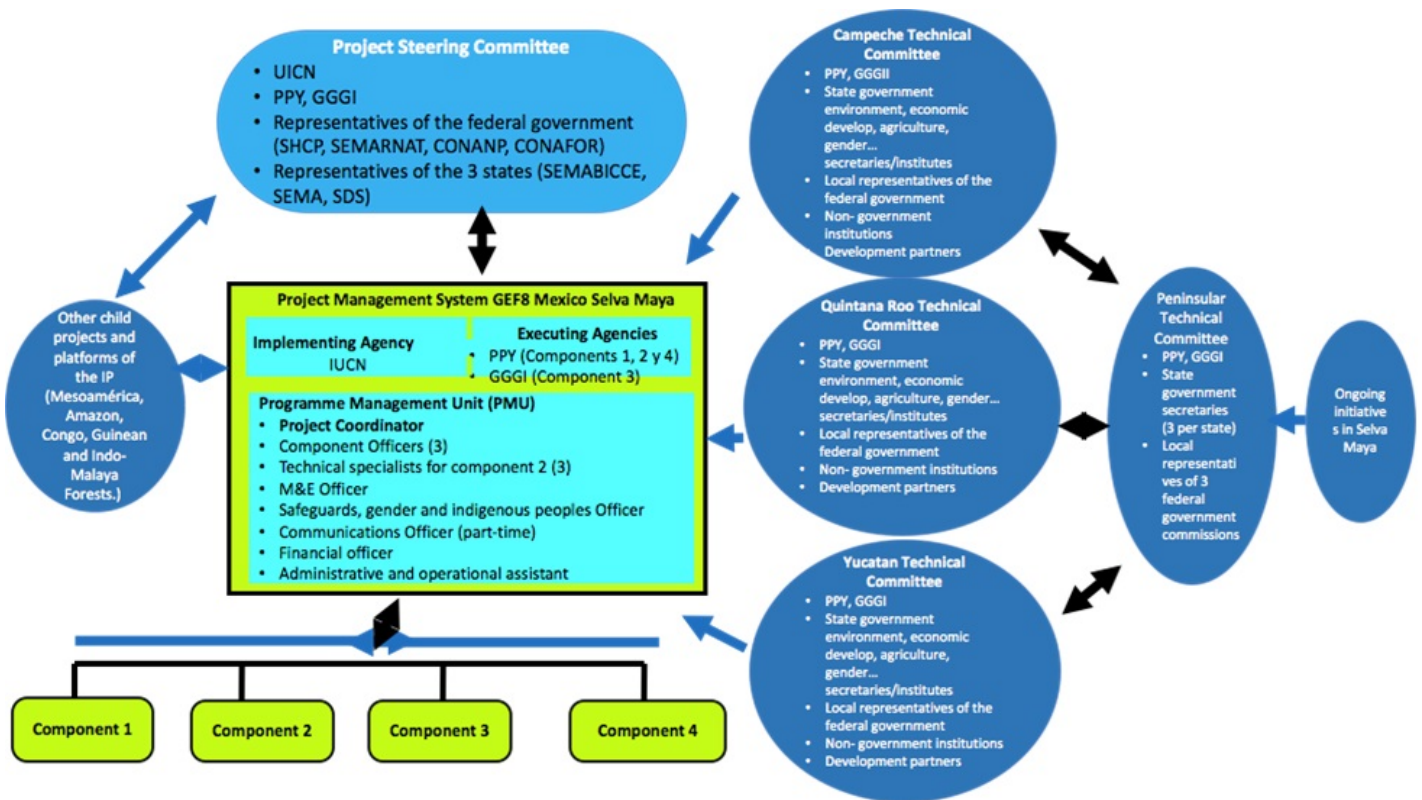 Project Steering Committee
• UICN
• PPY, GGGI
• Representatives of the federal government
(SHCP, SEMARNAT, CONANP, CONAFOR)
• Representatives of the 3 states (SEMABICCE,
SEMA, SDS)
Other child
projects and
platforms of
the IP
(Mesoamérica,
Amazon,
Congo, Guinean
and Indo-
Malaya
Forests.)
Project Management System GEF8 Mexico Selva Maya
Implementing Agency
IUCN
Executing Agencies
• PPY (Components 1, 2 y 4)
• GGGI (Component 3)
Programme Management Unit (PMU)
• Project Coordinator
• Component Officers (3)
• Technical specialists for component 2 (3)
• M&E Officer
• Safeguards, gender and indigenous peoples Officer
• Communications Officer (part-time)
• Financial officer
• Administrative and operational assistant
Component 1
Component 2
Component 3
Component 4
Campeche Technical
Committee
• PPY, GGGII
• State government
environment, economic
develop, agriculture,
gender...
secretaries/institutes
• Local representatives of the
federal government
• Non- government
institutions
Development partners
Quintana Roo Technical
Committee
• PPY, GGGI
• State government
environment, economic
develop, agriculture, gender...
secretaries/institutes
• Local representatives of the
federal government
• Non- government institutions
• Development partners
Yucatan Technical
Committee
• PPY, GGGI
• State government
environment, economic
develop, agriculture,
gender...
secretaries/institutes
• Local representatives of the
federal government
• Non- government institutions
• Development partners
Peninsular
Technical
Committee
• PPY, GGGI
• State
government
secretaries
(3 per state)
• Local
representati
ves of 3
federal
government
commissions
Ongoing
initiative
s in Selva
Maya